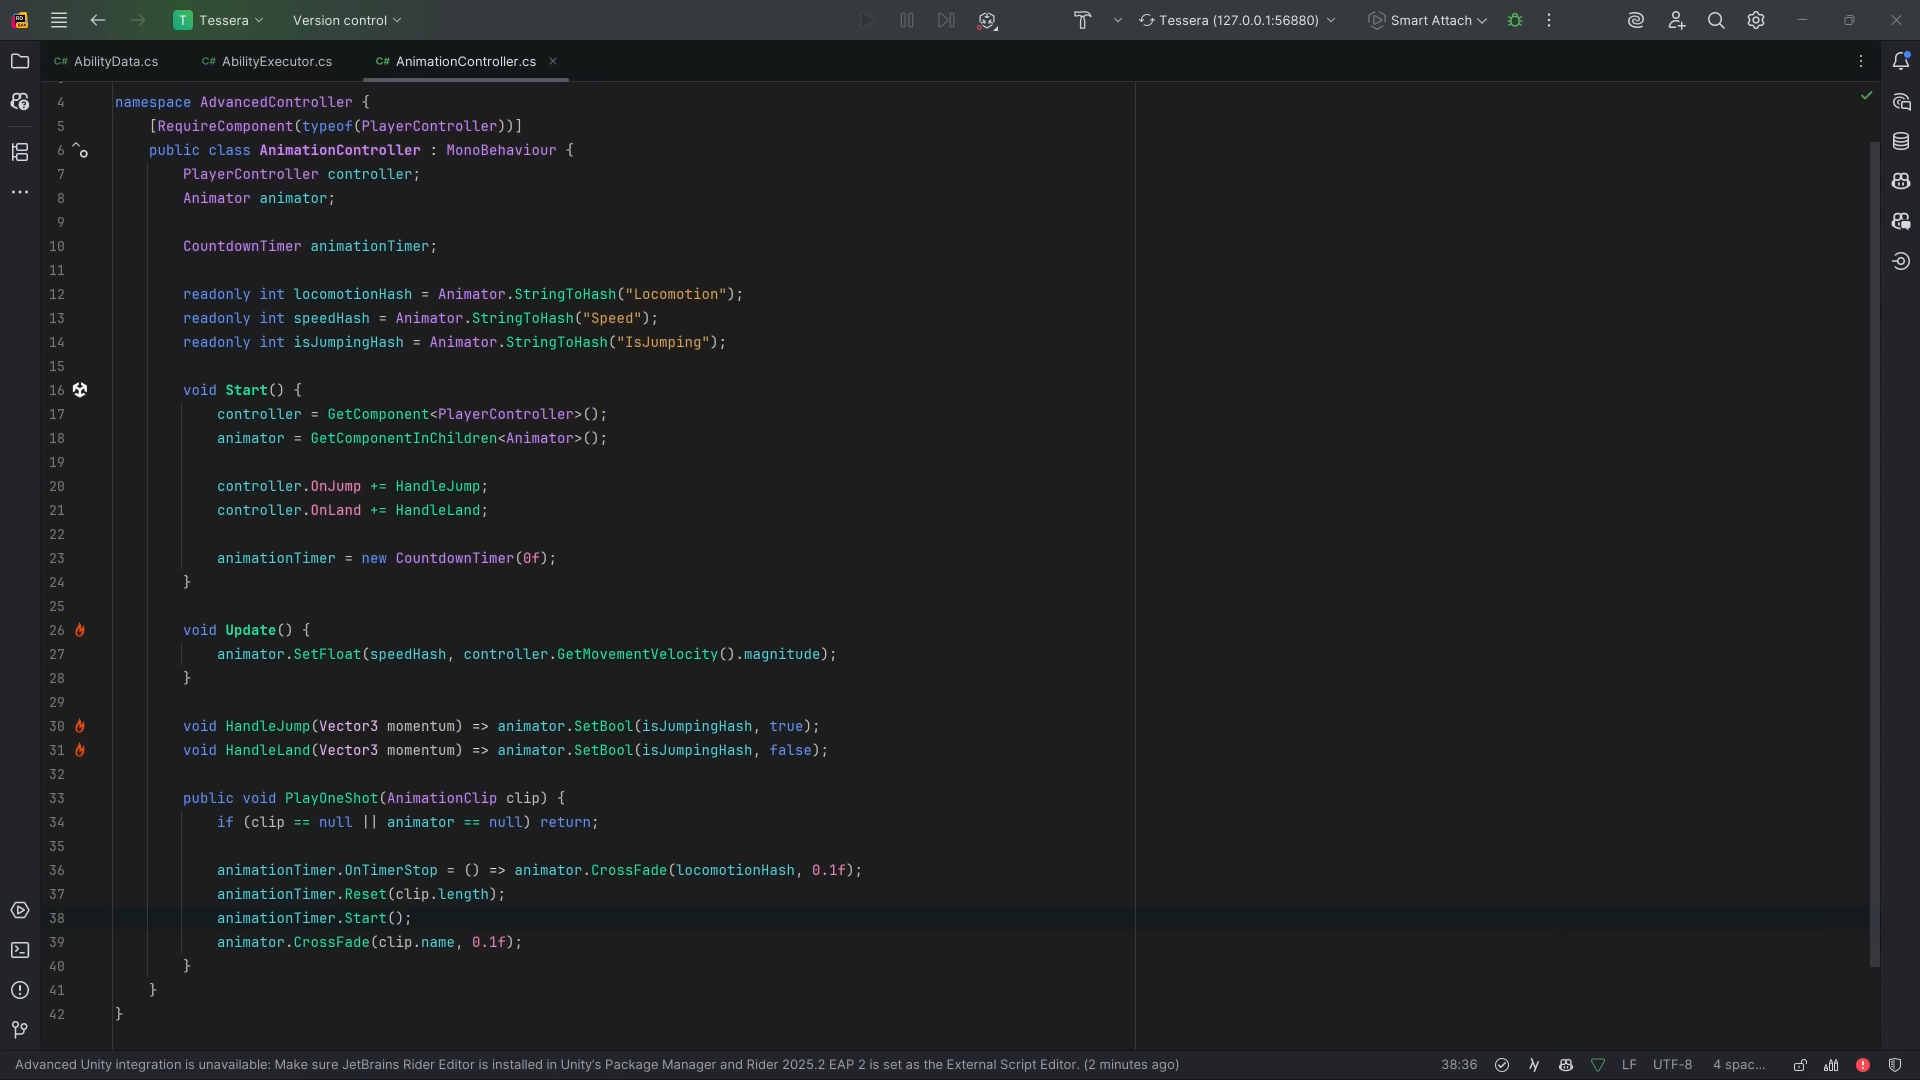 T Tessera Version control Tessera (127.0.0.1:56880) Smart Attach
C# AbilityData.cs C# AbilityExecutor.cs C# AnimationController.cs
4 namespace AdvancedController {
5 [RequireComponent(typeof(PlayerController))]
6 public class AnimationController : MonoBehaviour {
7 PlayerController controller;
8 Animator animator;
9
10 CountdownTimer animationTimer;
11
12 readonly int locomotionHash = Animator.StringToHash("Locomotion");
13 readonly int speedHash = Animator.StringToHash("Speed");
14 readonly int isJumpingHash = Animator.StringToHash("IsJumping");
15
16 void Start() {
17 controller = GetComponent<PlayerController>();
18 animator = GetComponentInChildren<Animator>();
19
20 controller.OnJump += HandleJump;
21 controller.OnLand += HandleLand;
22
23 animationTimer = new CountdownTimer(0f);
24 }
25
26 void Update() {
27 animator.SetFloat(speedHash, controller.GetMovementVelocity().magnitude);
28 }
29
30 void HandleJump(Vector3 momentum) => animator.SetBool(isJumpingHash, true);
31 void HandleLand(Vector3 momentum) => animator.SetBool(isJumpingHash, false);
32
33 public void PlayOneShot(AnimationClip clip) {
34 if (clip == null || animator == null) return;
35
36 animationTimer.OnTimerStop = () => animator.CrossFade(locomotionHash, 0.1f);
37 animationTimer.Reset(clip.length);
38 animationTimer.Start();
39 animator.CrossFade(clip.name, 0.1f);
40 }
41 }
42 }
Advanced Unity integration is unavailable: Make sure JetBrains Rider Editor is installed in Unity's Package Manager and Rider 2025.2 EAP 2 is set as the External Script Editor. (2 minutes ago) 38:36 LF UTF-8 4 spac...